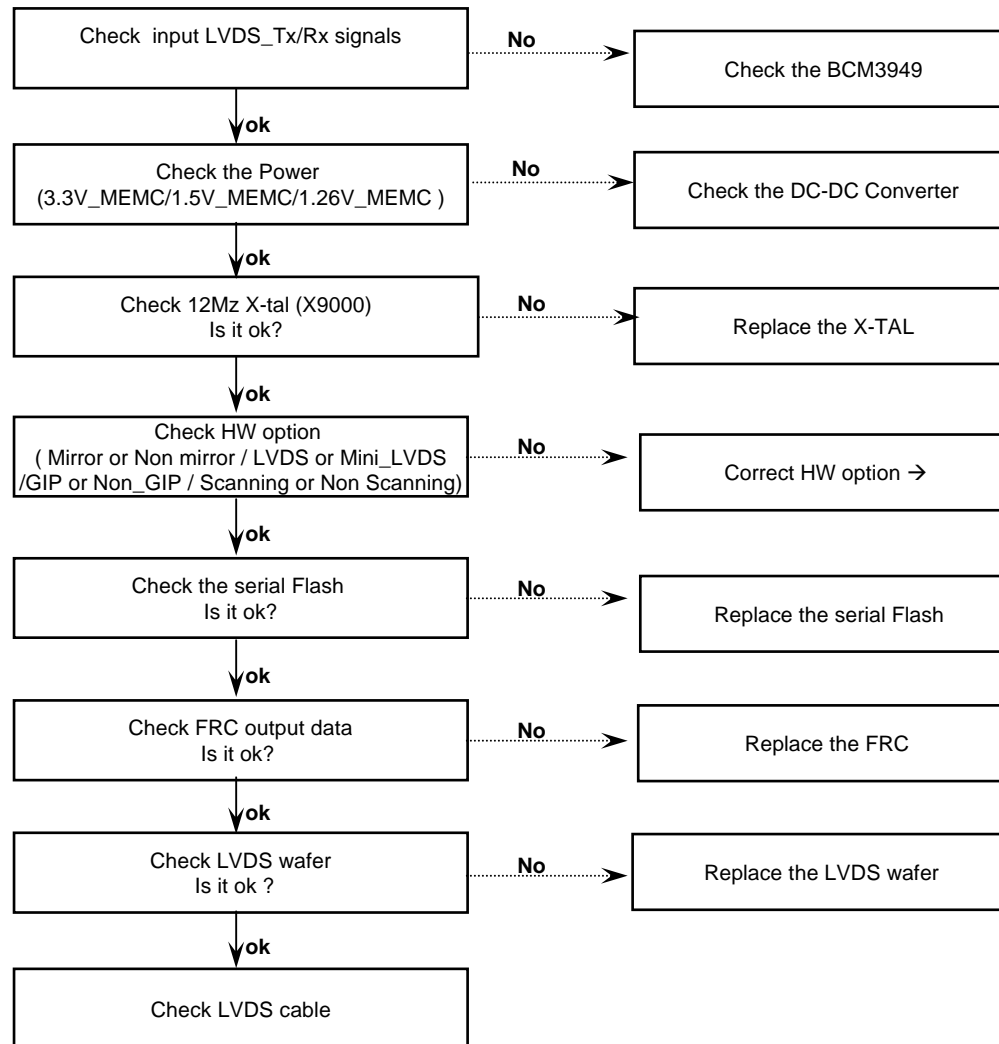 Check input LVDS_Tx/Rx signals
No
Check the BCM3949
ok
Check the Power
(3.3V_MEMC/1.5V_MEMC/1.26V_MEMC )
No
Check the DC-DC Converter
ok
Check 12Mz X-tal (X9000)
Is it ok?
No
Replace the X-TAL
ok
Check HW option
( Mirror or Non mirror / LVDS or Mini_LVDS
/GIP or Non_GIP / Scanning or Non Scanning)
No
Correct HW option →
ok
Check the serial Flash
Is it ok?
No
Replace the serial Flash
ok
Check FRC output data
Is it ok?
No
Replace the FRC
ok
Check LVDS wafer
Is it ok ?
No
Replace the LVDS wafer
ok
Check LVDS cable